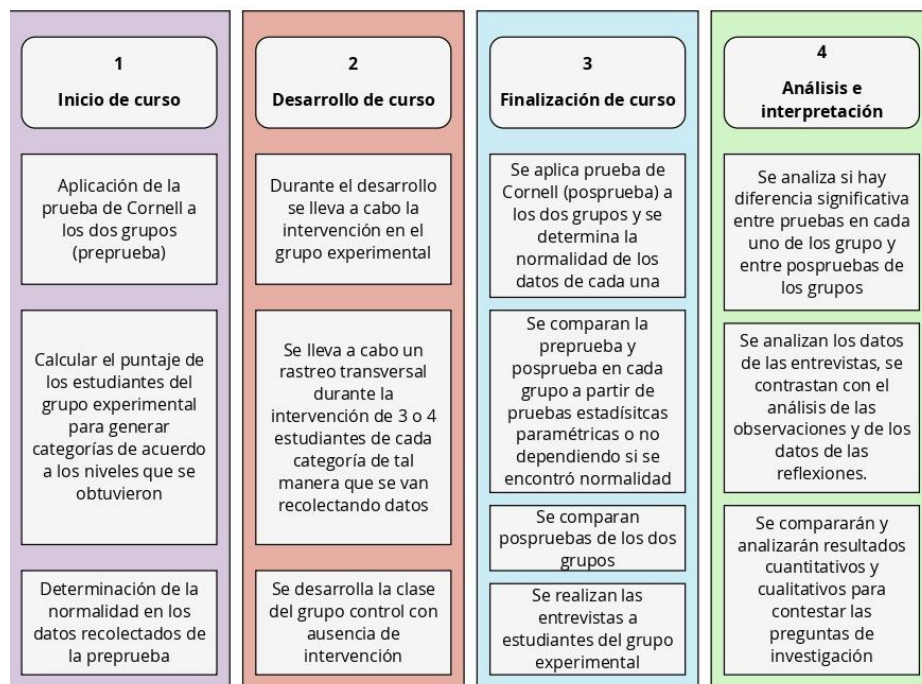 1
Inicio de curso
Aplicación de la
prueba de Cornell a
los dos grupos
(preprueba)
Calcular el puntaje de
los estudiantes del
grupo experimental
para generar
categorías de acuerdo
a los niveles que se
obtuvieron
Determinación de la
normalidad en los
datos recolectados de
la preprueba
2
Desarrollo de curso
Durante el desarrollo
se lleva a cabo la
intervención en el
grupo experimental
Se lleva a cabo un
rastreo transversal
durante la
intervención de 3 o 4
estudiantes de cada
categoría de tal
manera que se van
recolectando datos
Se desarrolla la clase
del grupo control con
ausencia de
intervención
3
Finalización de curso
Se aplica prueba de
Cornell (posprueba) a
los dos grupos y se
determina la
normalidad de los
datos de cada una
Se comparan la
preprueba y
posprueba en cada
grupo a partir de
pruebas estadísitcas
paramétricas o no
dependiendo si se
encontró normalidad
Se comparan
pospruebas de los dos
grupos
Se realizan las
entrevistas a
estudiantes del grupo
experimental
4
Análisis e
interpretación
Se analiza si hay
diferencia significativa
entre pruebas en cada
uno de los grupo y
entre pospruebas de
los grupos
Se analizan los datos
de las entrevistas, se
contrastan con el
análisis de las
observaciones y de los
datos de las
reflexiones.
Se compararán y
analizarán resultados
cuantitativos y
cualitativos para
contestar las
preguntas de
investigación